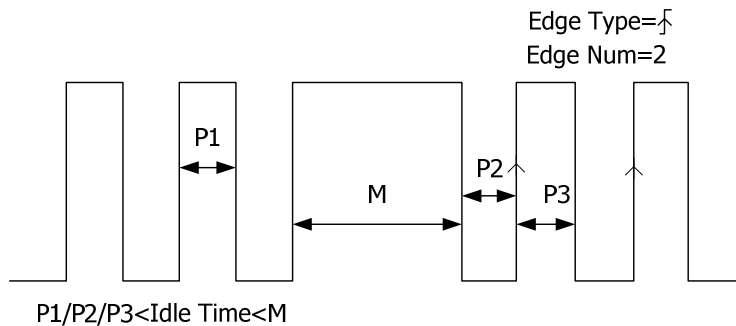 Edge Type=
Edge Num=2
P1
P2
M
P3
P1/P2/P3<Idle Time<M